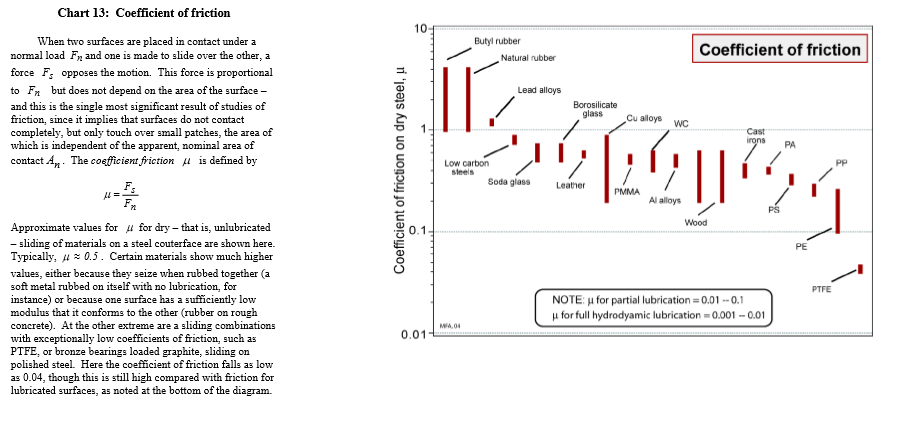 Chart 13: Coefficient of friction
When two surfaces are placed in contact under a
normal load Fn and one is made to slide over the other, a
force Fs opposes the motion. This force is proportional
to Fn but does not depend on the area of the surface –
and this is the single most significant result of studies of
friction, since it implies that surfaces do not contact
completely, but only touch over small patches, the area of
which is independent of the apparent, nominal area of
contact An. The coefficient friction μ is defined by
μ = Fs / Fn
Approximate values for μ for dry – that is, unlubricated
– sliding of materials on a steel couterface are shown here.
Typically, μ ≈ 0.5. Certain materials show much higher
values, either because they seize when rubbed together (a
soft metal rubbed on itself with no lubrication, for
instance) or because one surface has a sufficiently low
modulus that it conforms to the other (rubber on rough
concrete). At the other extreme are a sliding combinations
with exceptionally low coefficients of friction, such as
PTFE, or bronze bearings loaded graphite, sliding on
polished steel. Here the coefficient of friction falls as low
as 0.04, though this is still high compared with friction for
lubricated surfaces, as noted at the bottom of the diagram.
Coefficient of friction
Coefficient of friction on dry steel, μ
10
1
0.1
0.01
Butyl rubber
Natural rubber
Lead alloys
Borosilicate
glass
Cu alloys
WC
Cast
irons
PA
PP
Low carbon
steels
Soda glass
Leather
PMMA
Al alloys
Wood
PS
PE
PTFE
NOTE: μ for partial lubrication = 0.01 -- 0.1
μ for full hydrodyamic lubrication = 0.001 -- 0.01
MFA, 04